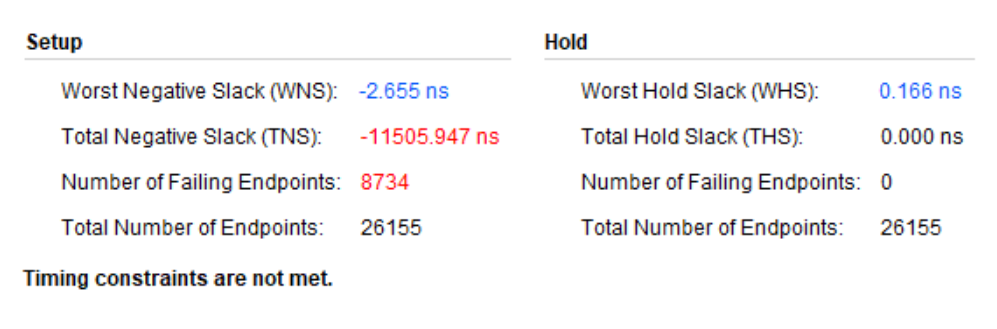 Setup
Worst Negative Slack (WNS): -2.655 ns
Total Negative Slack (TNS): -11505.947 ns
Number of Failing Endpoints: 8734
Total Number of Endpoints: 26155
Hold
Worst Hold Slack (WHS): 0.166 ns
Total Hold Slack (THS): 0.000 ns
Number of Failing Endpoints: 0
Total Number of Endpoints: 26155
Timing constraints are not met.